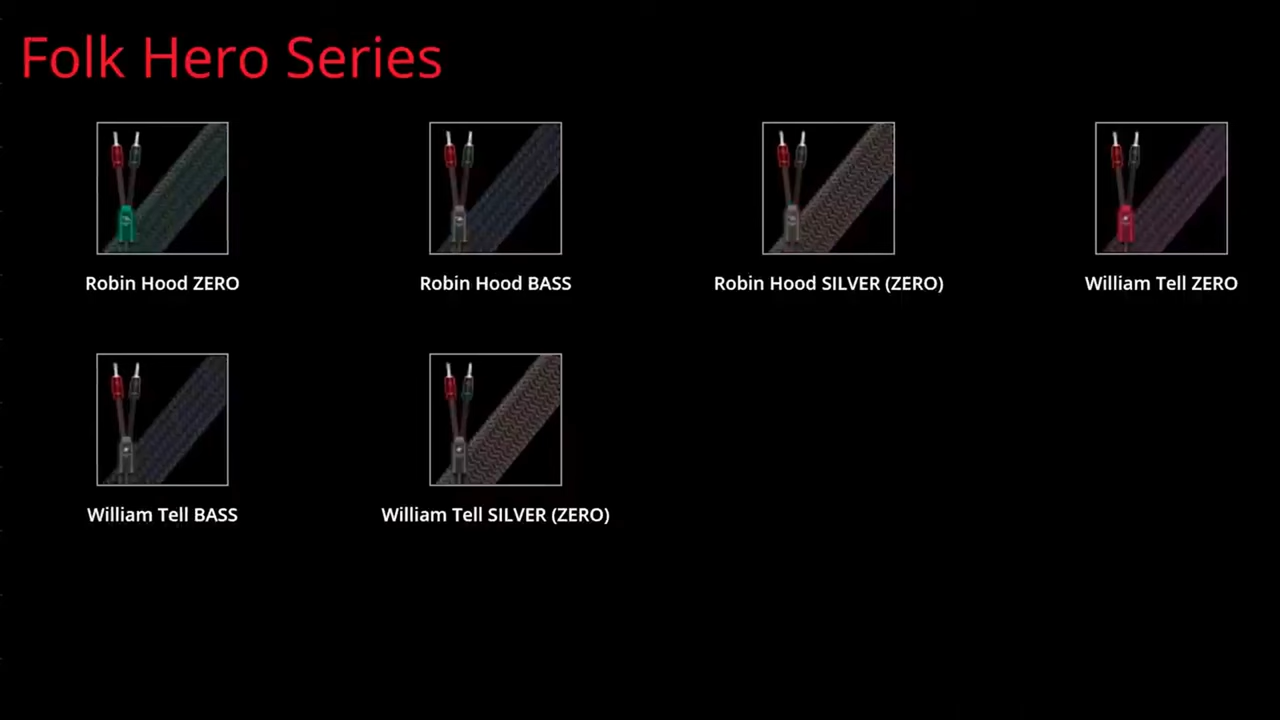 Folk Hero Series
Robin Hood ZERO
Robin Hood BASS
Robin Hood SILVER (ZERO)
William Tell ZERO
William Tell BASS
William Tell SILVER (ZERO)